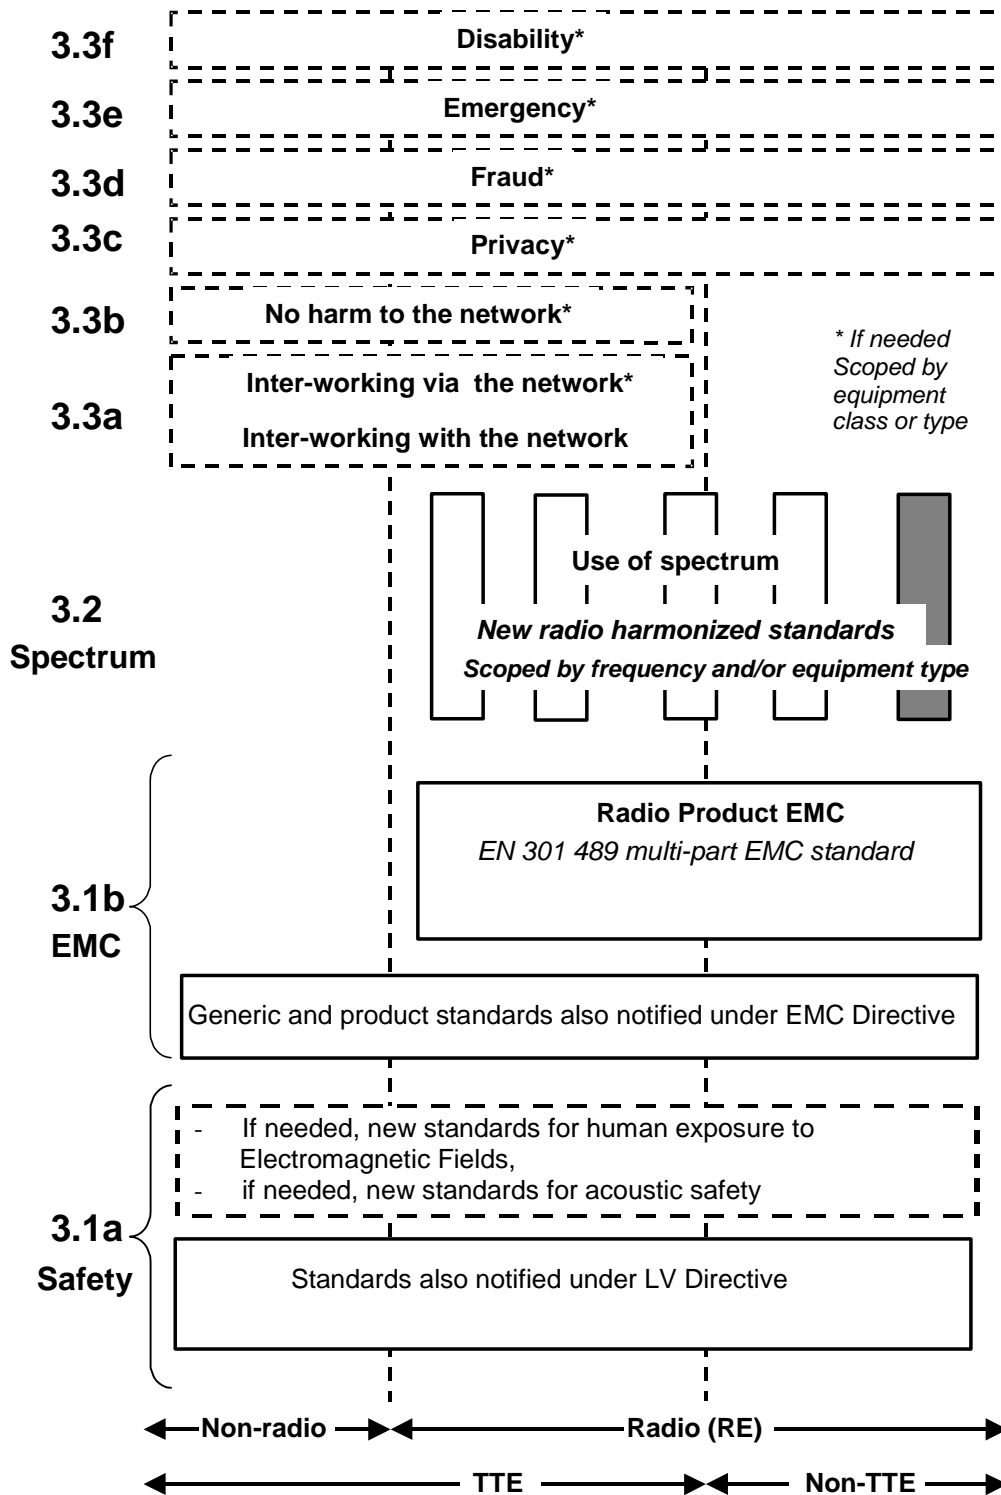 3.3f
Disability*
3.3e
Emergency*
3.3d
Fraud*
3.3c
Privacy*
3.3b
No harm to the network*
* If needed
Scoped by
equipment
class or type
3.3a
Inter-working via the network*
Inter-working with the network
3.2
Spectrum
Use of spectrum
New radio harmonized standards
Scoped by frequency and/or equipment type
3.1b
EMC
Radio Product EMC
EN 301 489 multi-part EMC standard
Generic and product standards also notified under EMC Directive
3.1a
Safety
- If needed, new standards for human exposure to
Electromagnetic Fields,
- if needed, new standards for acoustic safety
Standards also notified under LV Directive
Non-radio
Radio (RE)
TTE
Non-TTE